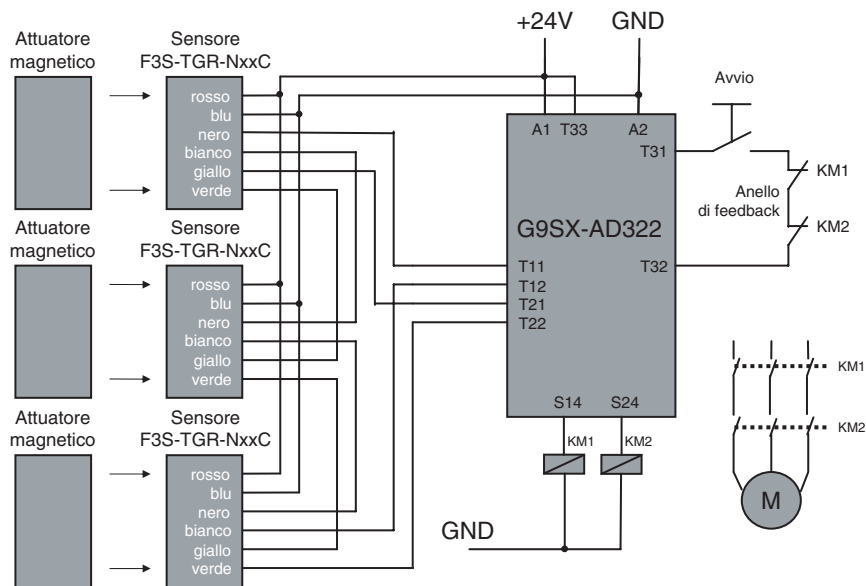 +24V
GND
Attuatore
magnetico
Sensore
F3S-TGR-NxxC
rosso
blu
nero
bianco
giallo
verde
Attuatore
magnetico
Sensore
F3S-TGR-NxxC
rosso
blu
nero
bianco
giallo
verde
Attuatore
magnetico
Sensore
F3S-TGR-NxxC
rosso
blu
nero
bianco
giallo
verde
A1
T33
A2
T31
G9SX-AD322
T11
T12
T21
T22
T32
S14
S24
Avvio
KM1
Anello
di feedback
KM2
KM1
KM2
GND
KM1
KM2
M